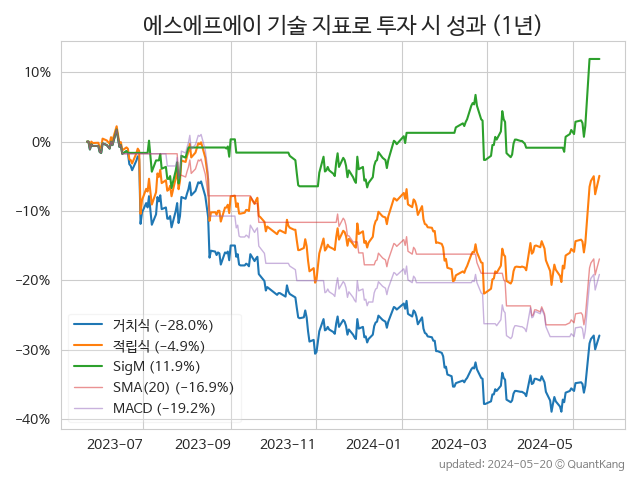 에스에프에이 기술 지표로 투자 시 성과 (1년)
10%
0%
−10%
−20%
−30%
−40%
거치식 (−28.0%)
적립식 (−4.9%)
SigM (11.9%)
SMA(20) (−16.9%)
MACD (−19.2%)
2023-07 2023-09 2023-11 2024-01 2024-03 2024-05
updated: 2024-05-20 © QuantKang